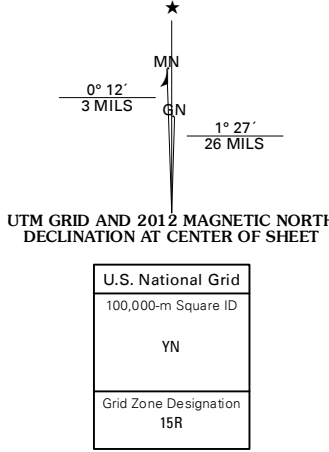 ★
MN
0° 12´
3 MILS
GN
1° 27´
26 MILS
UTM GRID AND 2012 MAGNETIC NORTH
DECLINATION AT CENTER OF SHEET
U.S. National Grid
100,000-m Square ID
YN
Grid Zone Designation
15R